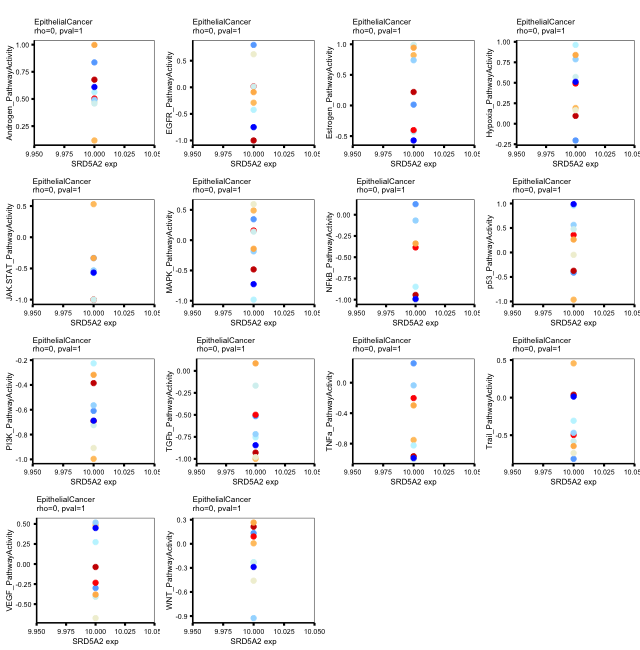 EpithelialCancer
rho=0, pval=1
Androgen_PathwayActivity
1.00
0.75
0.50
0.25
9.950 9.975 10.000 10.025 10.05
SRD5A2 exp
EpithelialCancer
rho=0, pval=1
EGFR_PathwayActivity
0.5
0.0
-0.5
-1.0
9.950 9.975 10.000 10.025 10.05
SRD5A2 exp
EpithelialCancer
rho=0, pval=1
Estrogen_PathwayActivity
1.0
0.5
0.0
-0.5
9.950 9.975 10.000 10.025 10.05
SRD5A2 exp
EpithelialCancer
rho=0, pval=1
Hypoxia_PathwayActivity
1.00
0.75
0.50
0.25
0.00
-0.25
9.950 9.975 10.000 10.025 10.05
SRD5A2 exp
EpithelialCancer
rho=0, pval=1
JAK.STAT_PathwayActivity
0.5
0.0
-0.5
-1.0
9.950 9.975 10.000 10.025 10.05
SRD5A2 exp
EpithelialCancer
rho=0, pval=1
MAPK_PathwayActivity
0.5
0.0
-0.5
-1.0
9.950 9.975 10.000 10.025 10.05
SRD5A2 exp
EpithelialCancer
rho=0, pval=1
NFkB_PathwayActivity
0.00
-0.25
-0.50
-0.75
-1.00
9.950 9.975 10.000 10.025 10.05
SRD5A2 exp
EpithelialCancer
rho=0, pval=1
p53_PathwayActivity
1.0
0.5
0.0
-0.5
-1.0
9.950 9.975 10.000 10.025 10.05
SRD5A2 exp
EpithelialCancer
rho=0, pval=1
PI3K_PathwayActivity
-0.2
-0.4
-0.6
-0.8
-1.0
9.950 9.975 10.000 10.025 10.05
SRD5A2 exp
EpithelialCancer
rho=0, pval=1
TGFb_PathwayActivity
0.00
-0.25
-0.50
-0.75
-1.00
9.950 9.975 10.000 10.025 10.05
SRD5A2 exp
EpithelialCancer
rho=0, pval=1
TNFa_PathwayActivity
0.0
-0.4
-0.8
9.950 9.975 10.000 10.025 10.05
SRD5A2 exp
EpithelialCancer
rho=0, pval=1
Trail_PathwayActivity
0.5
0.0
-0.5
9.950 9.975 10.000 10.025 10.05
SRD5A2 exp
EpithelialCancer
rho=0, pval=1
VEGF_PathwayActivity
0.50
0.25
0.00
-0.25
-0.50
9.950 9.975 10.000 10.025 10.05
SRD5A2 exp
EpithelialCancer
rho=0, pval=1
WNT_PathwayActivity
0.3
0.0
-0.3
-0.6
-0.9
9.950 9.975 10.000 10.025 10.050
SRD5A2 exp